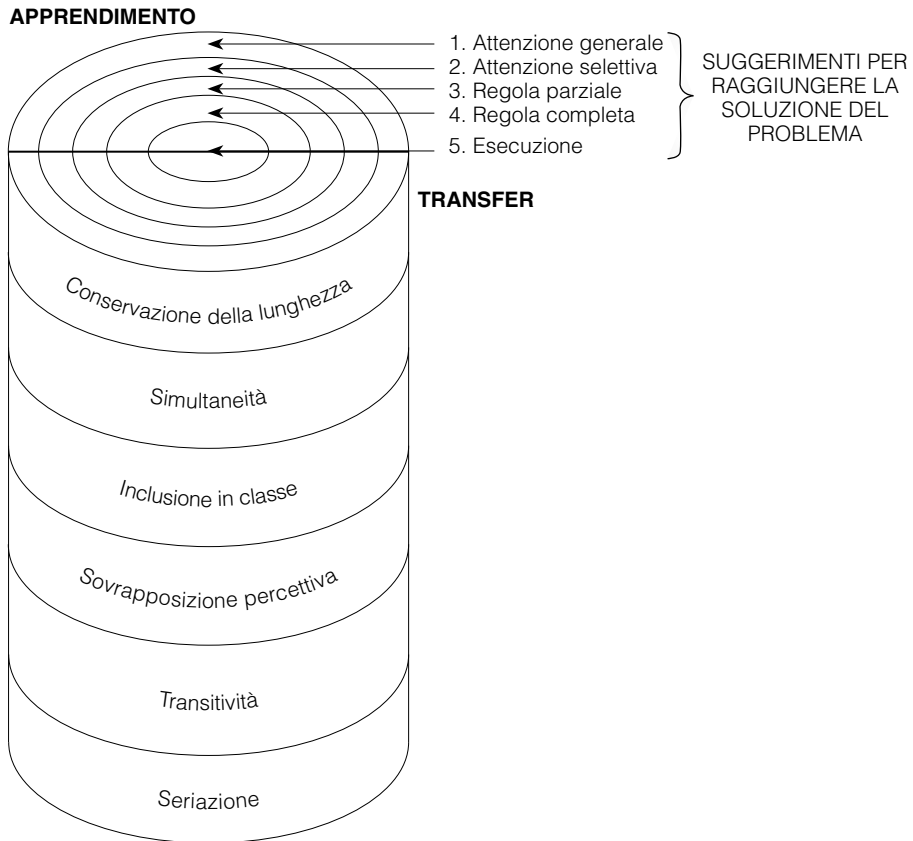 APPRENDIMENTO
1. Attenzione generale
2. Attenzione selettiva
3. Regola parziale
4. Regola completa
5. Esecuzione
SUGGERIMENTI PER
RAGGIUNGERE LA
SOLUZIONE DEL
PROBLEMA
TRANSFER
Conservazione della lunghezza
Simultaneità
Inclusione in classe
Sovrapposizione percettiva
Transitività
Seriazione